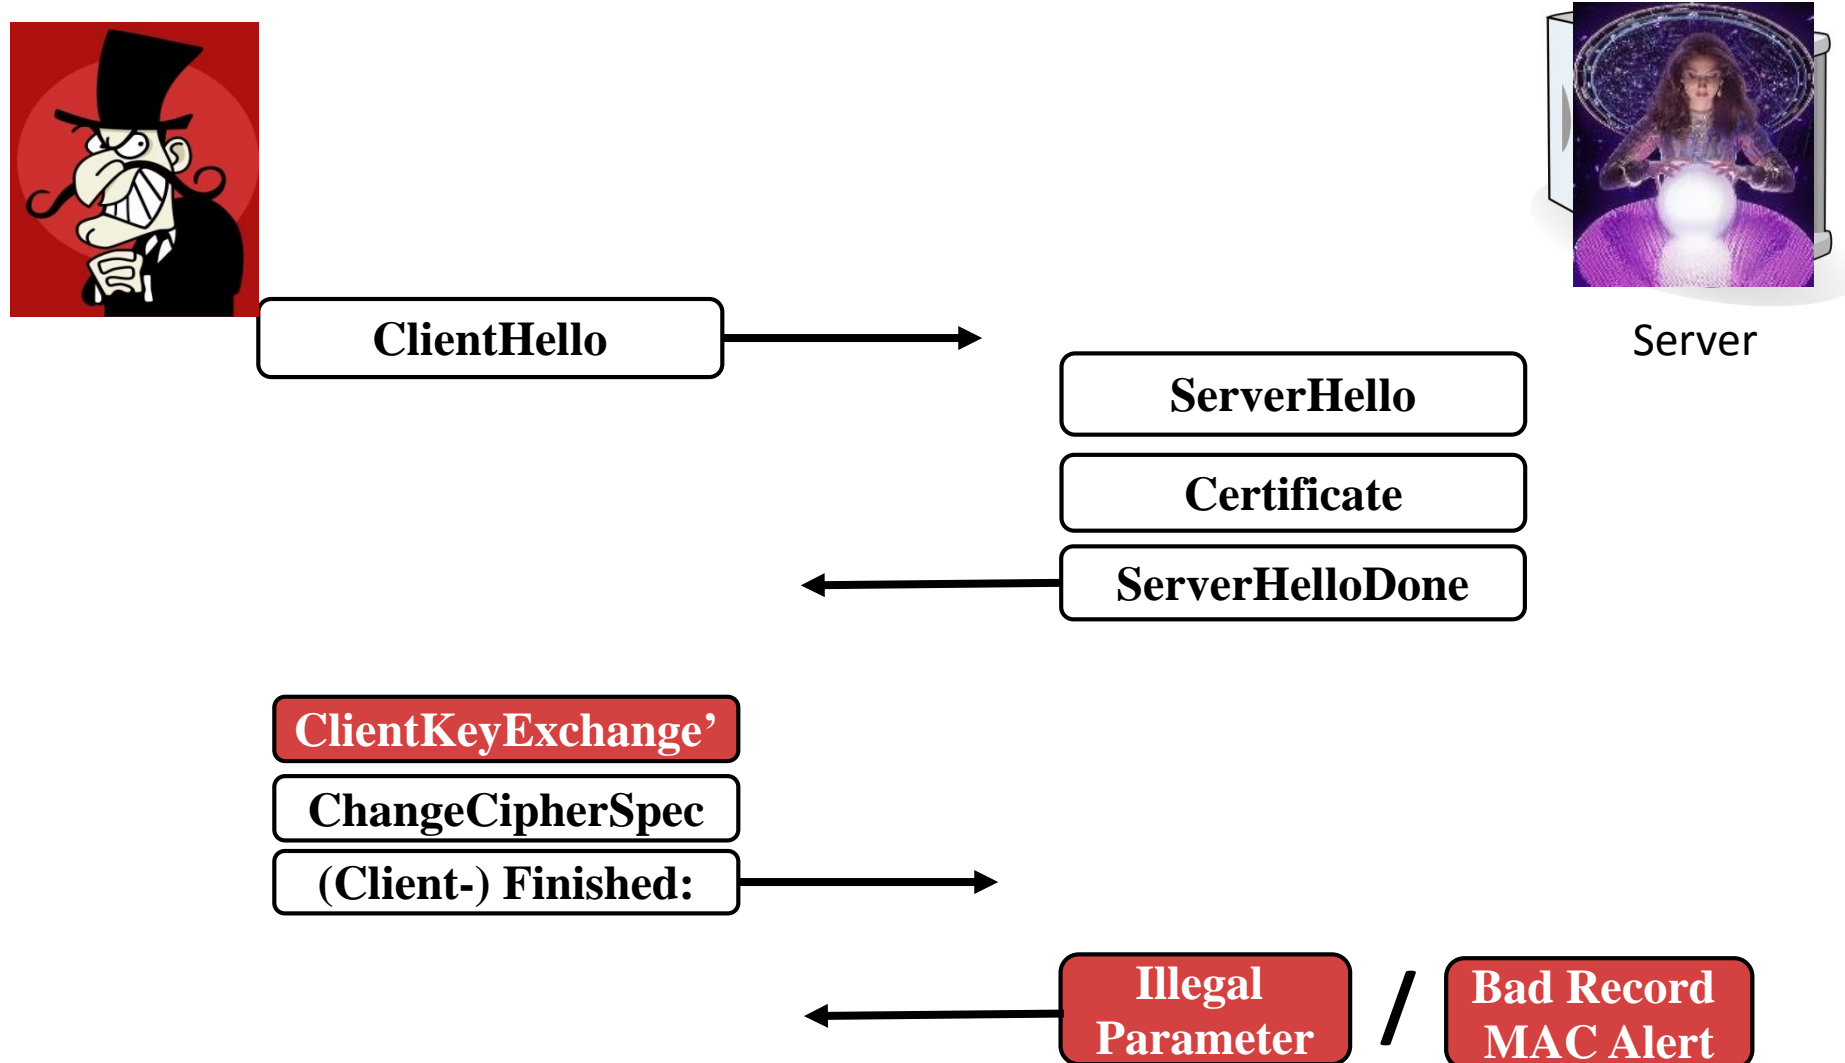 ClientHello
Server
ServerHello
Certificate
ServerHelloDone
ClientKeyExchange’
ChangeCipherSpec
(Client-) Finished:
Illegal
Parameter
/
Bad Record
MAC Alert